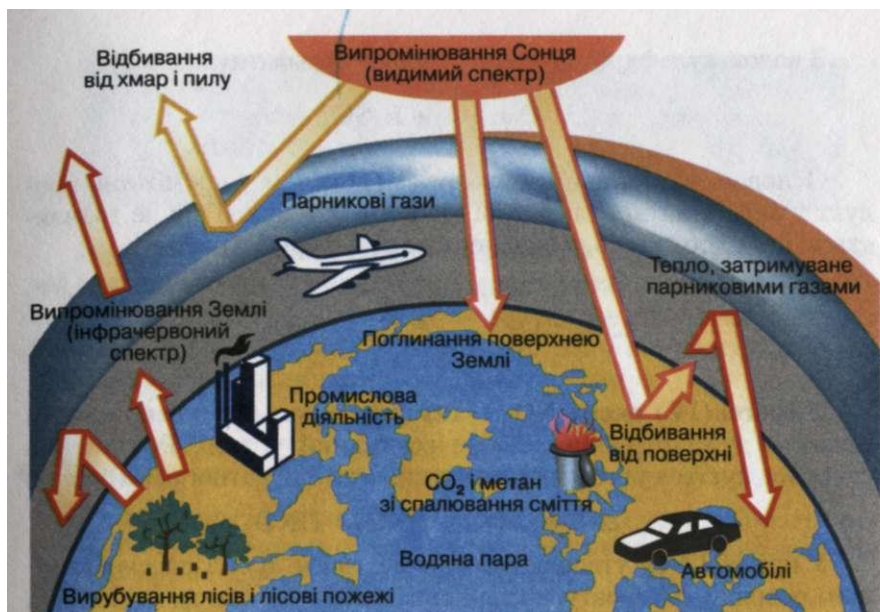 Випромінювання Сонця
(видимий спектр)
Відбивання
від хмар і пилу
Парникові гази
Тепло, затримуване
парниковими газами
Випромінювання Землі
(інфрачервоний
спектр)
Поглинання поверхнею
Землі
Промислова
діяльність
Відбивання
від поверхні
CO₂ і метан
зі спалювання сміття
Водяна пара
Автомобілі
Вирубування лісів і лісові пожежі